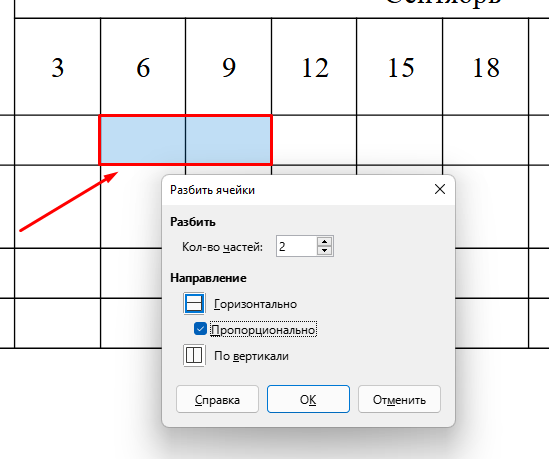 Сентябрь
3 6 9 12 15 18
Разбить ячейки
Разбить
Кол-во частей: 2
Направление
Горизонтально
Пропорционально
По вертикали
Справка ОК Отменить